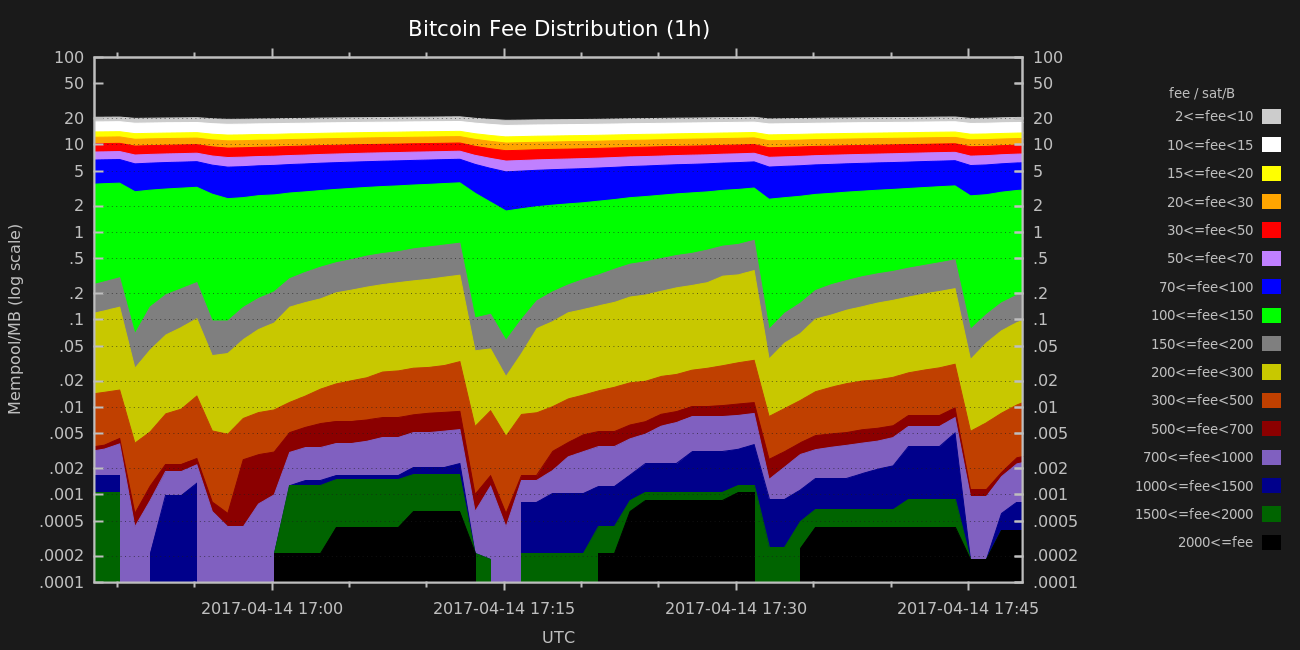 Bitcoin Fee Distribution (1h)
100 100
50 50
20 20
10 10
5 5
2 2
1 1
.5 .5
.2 .2
.1 .1
.05 .05
.02 .02
.01 .01
.005 .005
.002 .002
.001 .001
.0005 .0005
.0002 .0002
.0001 .0001
Mempool/MB (log scale)
2017-04-14 17:00 2017-04-14 17:15 2017-04-14 17:30 2017-04-14 17:45
UTC
fee / sat/B
2<=fee<10
10<=fee<15
15<=fee<20
20<=fee<30
30<=fee<50
50<=fee<70
70<=fee<100
100<=fee<150
150<=fee<200
200<=fee<300
300<=fee<500
500<=fee<700
700<=fee<1000
1000<=fee<1500
1500<=fee<2000
2000<=fee